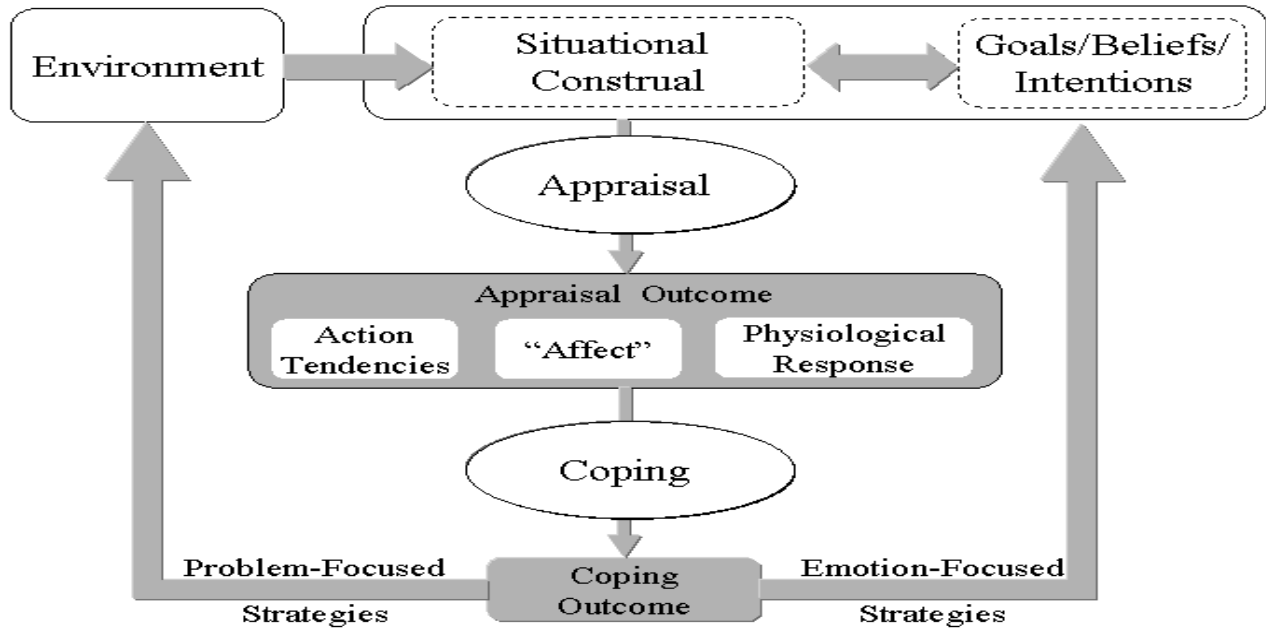 Environment
Situational
Construal
Goals/Beliefs/
Intentions
Appraisal
Appraisal Outcome
Action
Tendencies
“Affect”
Physiological
Response
Coping
Problem-Focused
Strategies
Coping
Outcome
Emotion-Focused
Strategies